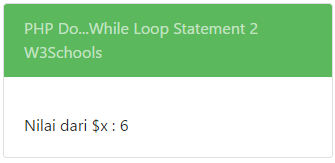 PHP Do...While Loop Statement 2
W3Schools
Nilai dari $x : 6